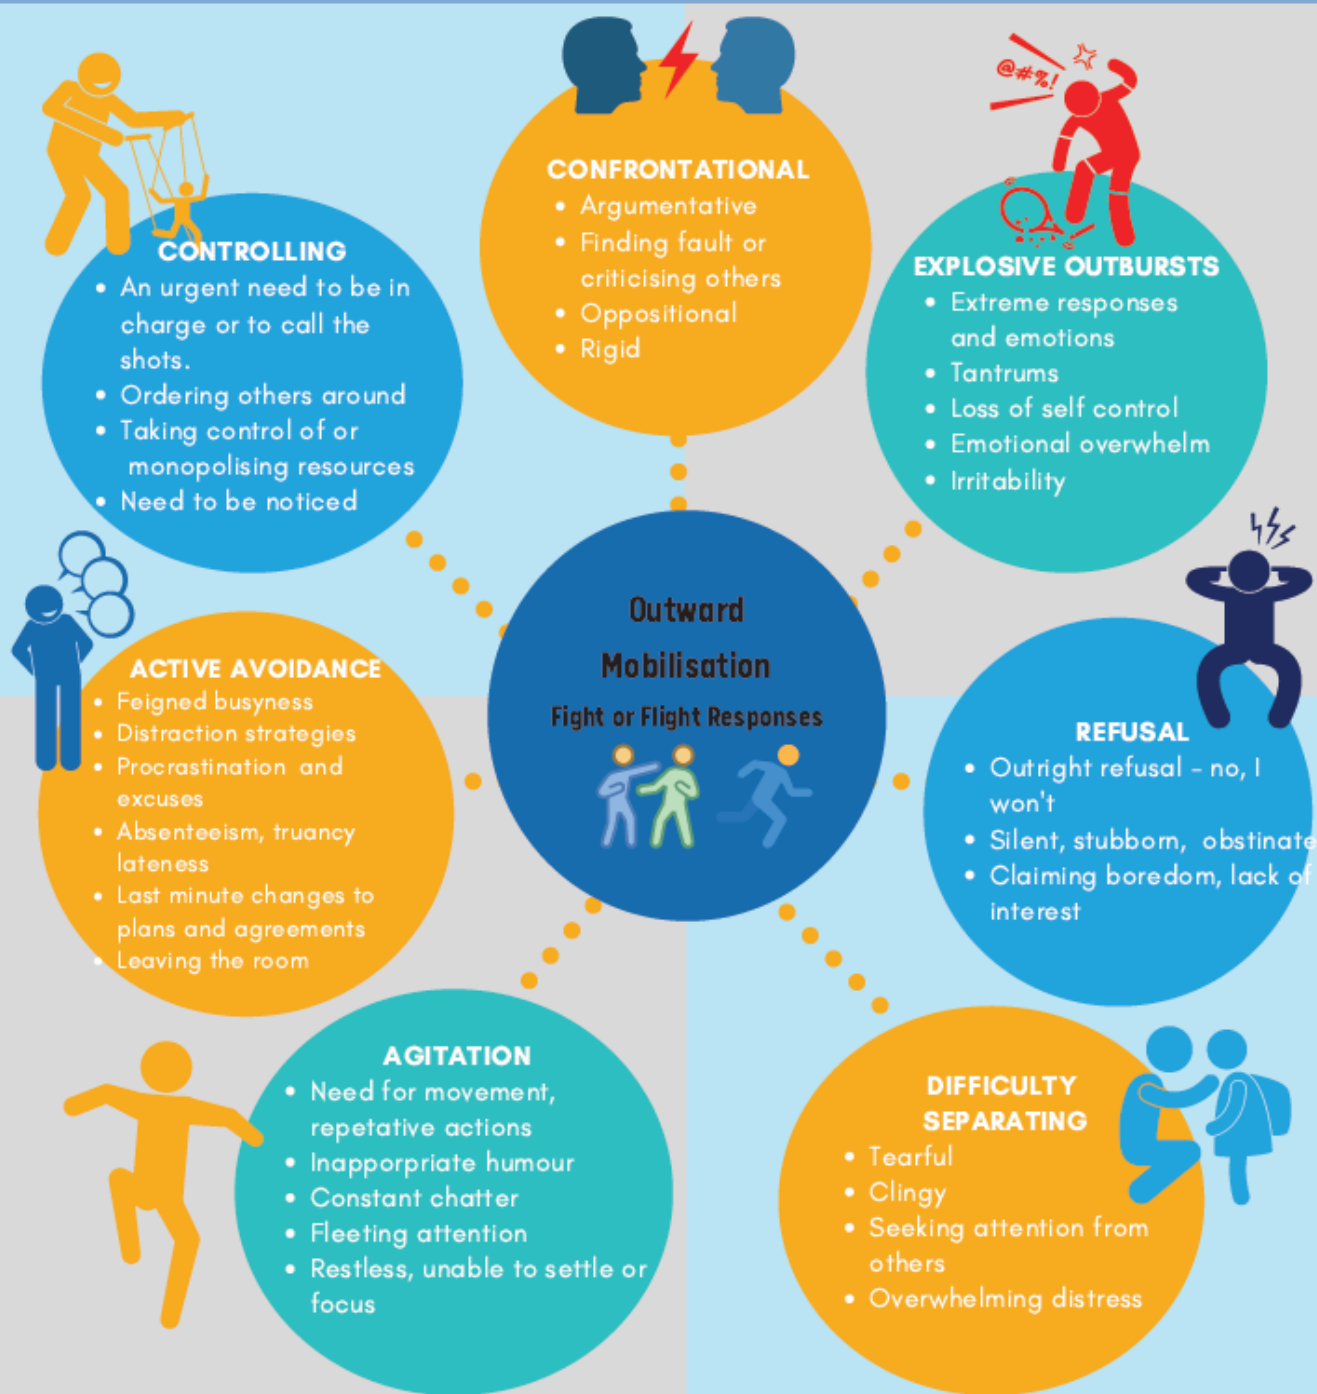 @#%!
CONFRONTATIONAL
• Argumentative
• Finding fault or
criticising others
• Oppositional
• Rigid
CONTROLLING
• An urgent need to be in
charge or to call the
shots.
• Ordering others around
• Taking control of or
monopolising resources
• Need to be noticed
EXPLOSIVE OUTBURSTS
• Extreme responses
and emotions
• Tantrums
• Loss of self control
• Emotional overwhelm
• Irritability
Outward
Mobilisation
Fight or Flight Responses
ACTIVE AVOIDANCE
• Feigned busyness
• Distraction strategies
• Procrastination and
excuses
• Absenteeism, truancy
lateness
• Last minute changes to
plans and agreements
• Leaving the room
REFUSAL
• Outright refusal - no, I
won't
• Silent, stubborn, obstinate
• Claiming boredom, lack of
interest
AGITATION
• Need for movement,
repetative actions
• Inapporpriate humour
• Constant chatter
• Fleeting attention
• Restless, unable to settle or
focus
DIFFICULTY
SEPARATING
• Tearful
• Clingy
• Seeking attention from
others
• Overwhelming distress